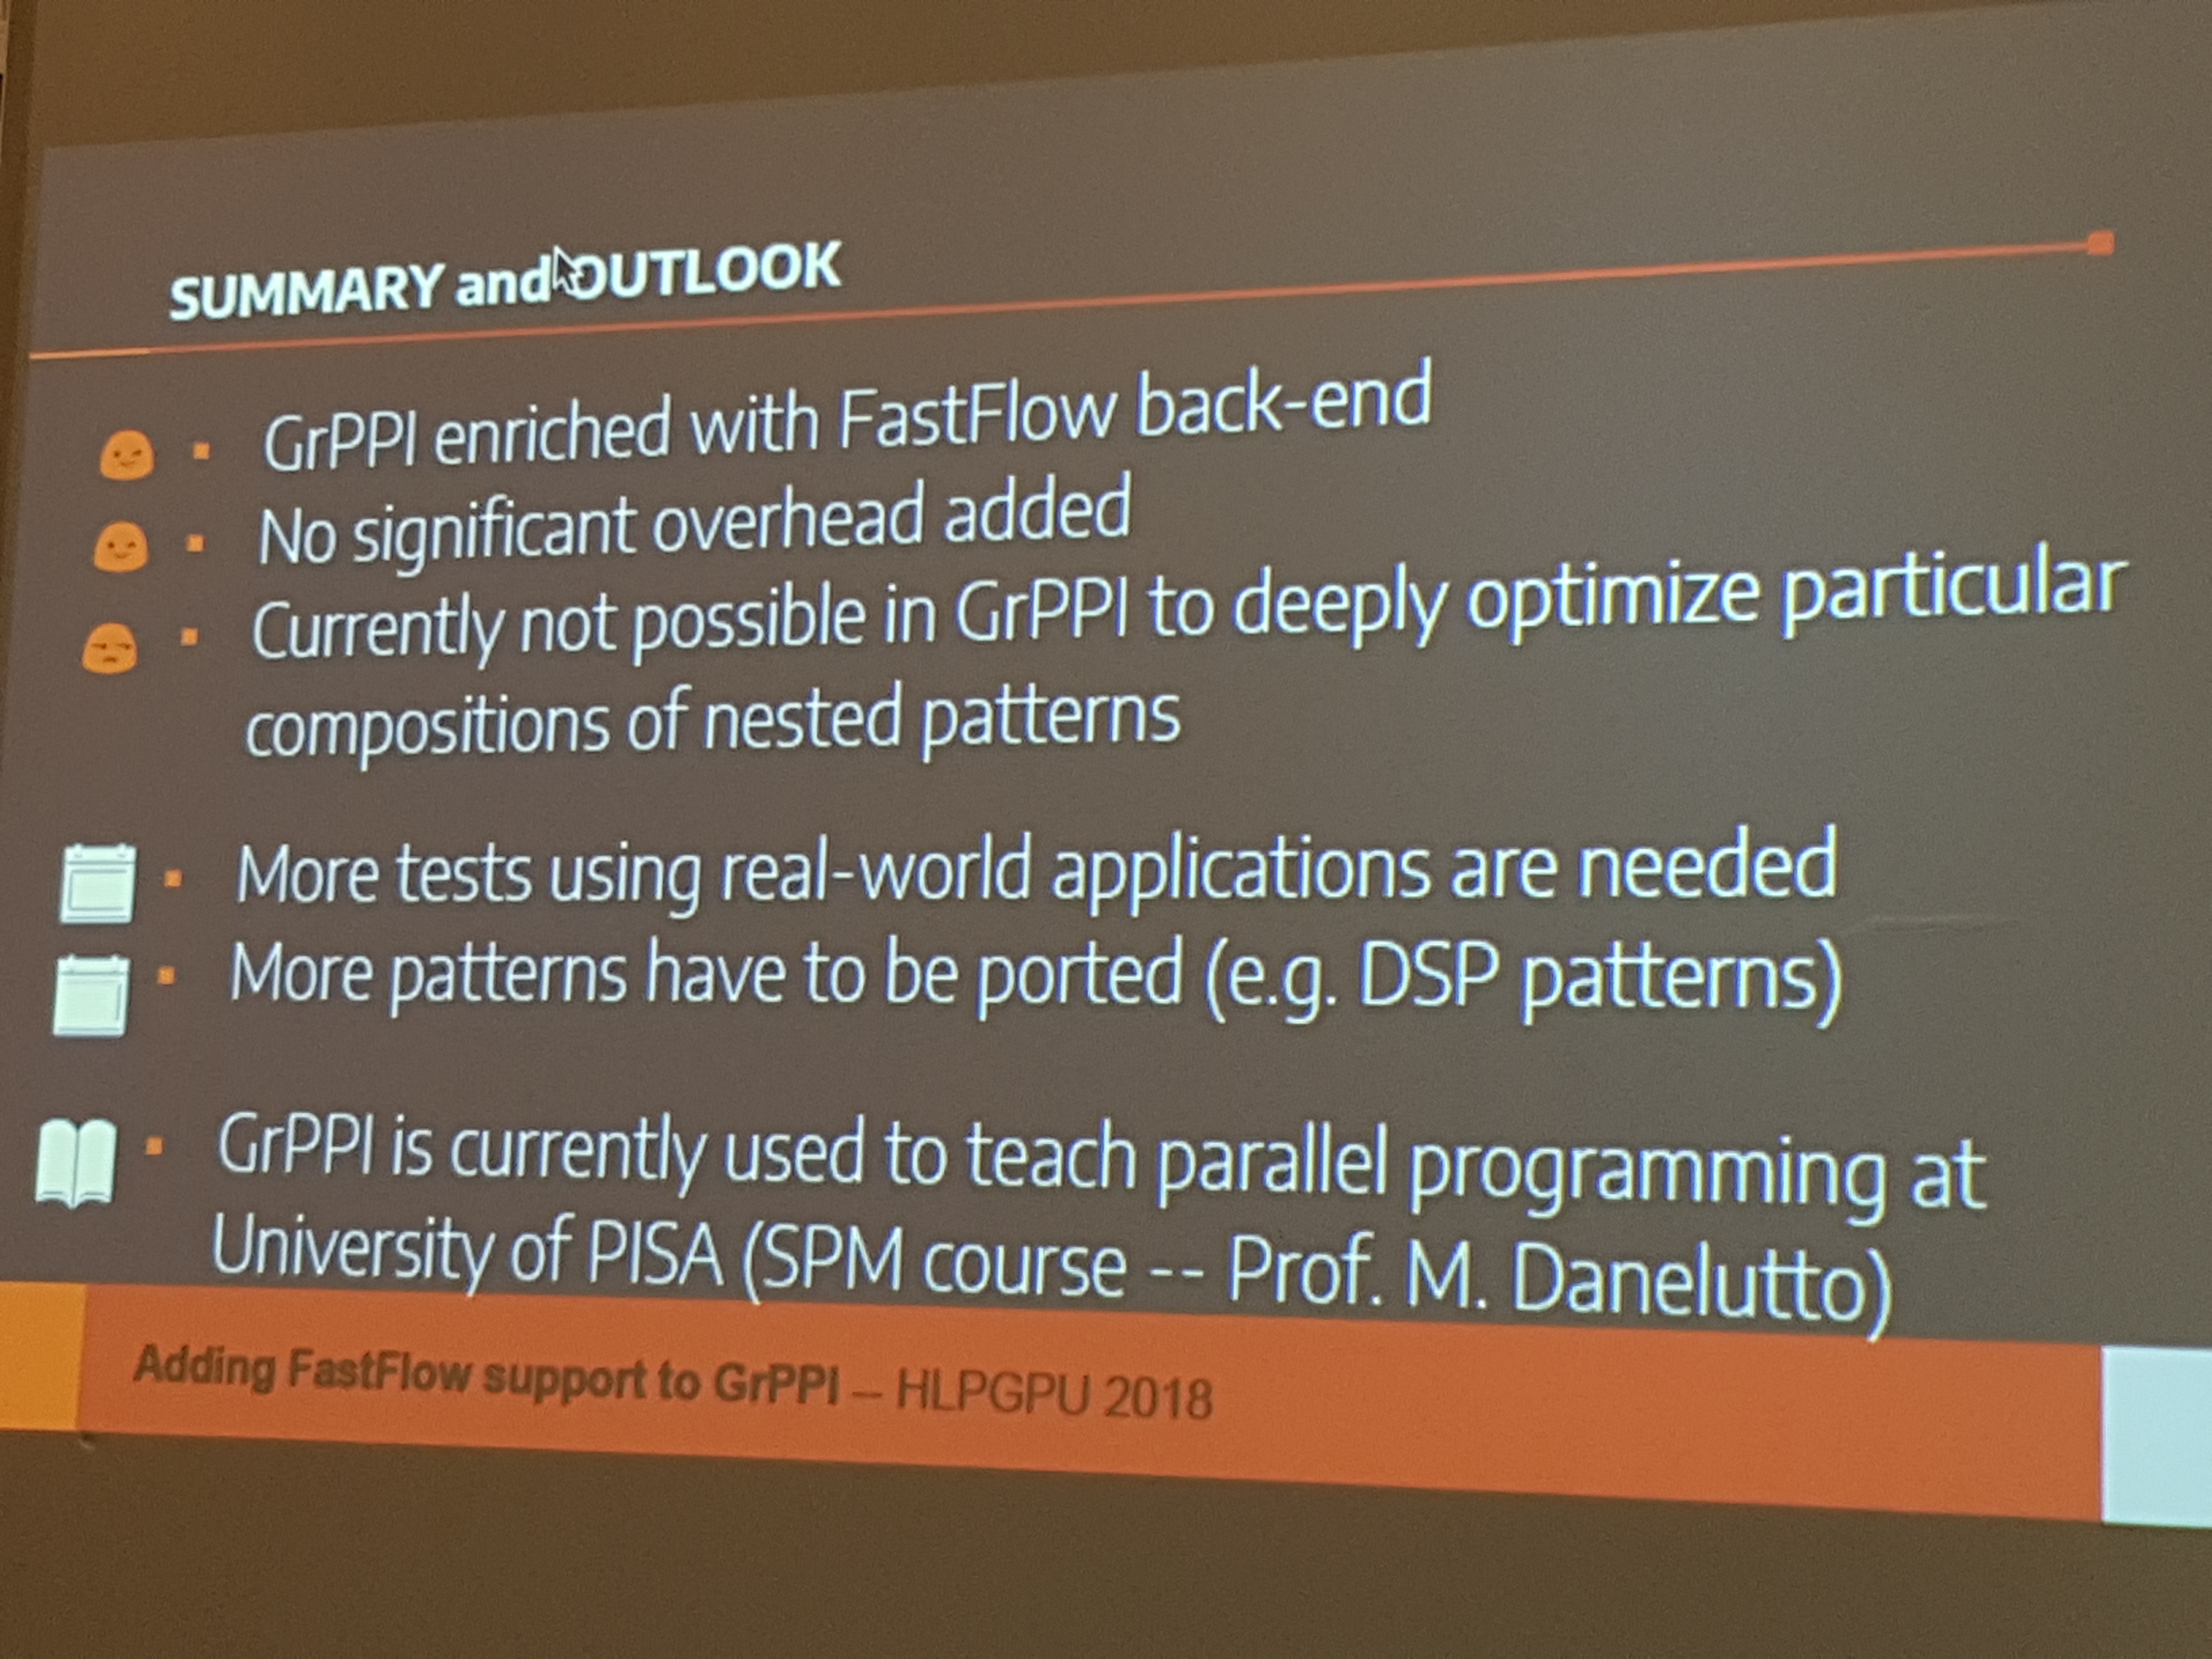 SUMMARY and OUTLOOK
GrPPI enriched with FastFlow back-end
No significant overhead added
Currently not possible in GrPPI to deeply optimize particular
compositions of nested patterns
More tests using real-world applications are needed
More patterns have to be ported (e.g. DSP patterns)
GrPPI is currently used to teach parallel programming at
University of PISA (SPM course -- Prof. M. Danelutto)
Adding FastFlow support to GrPPI – HLPGPU 2018